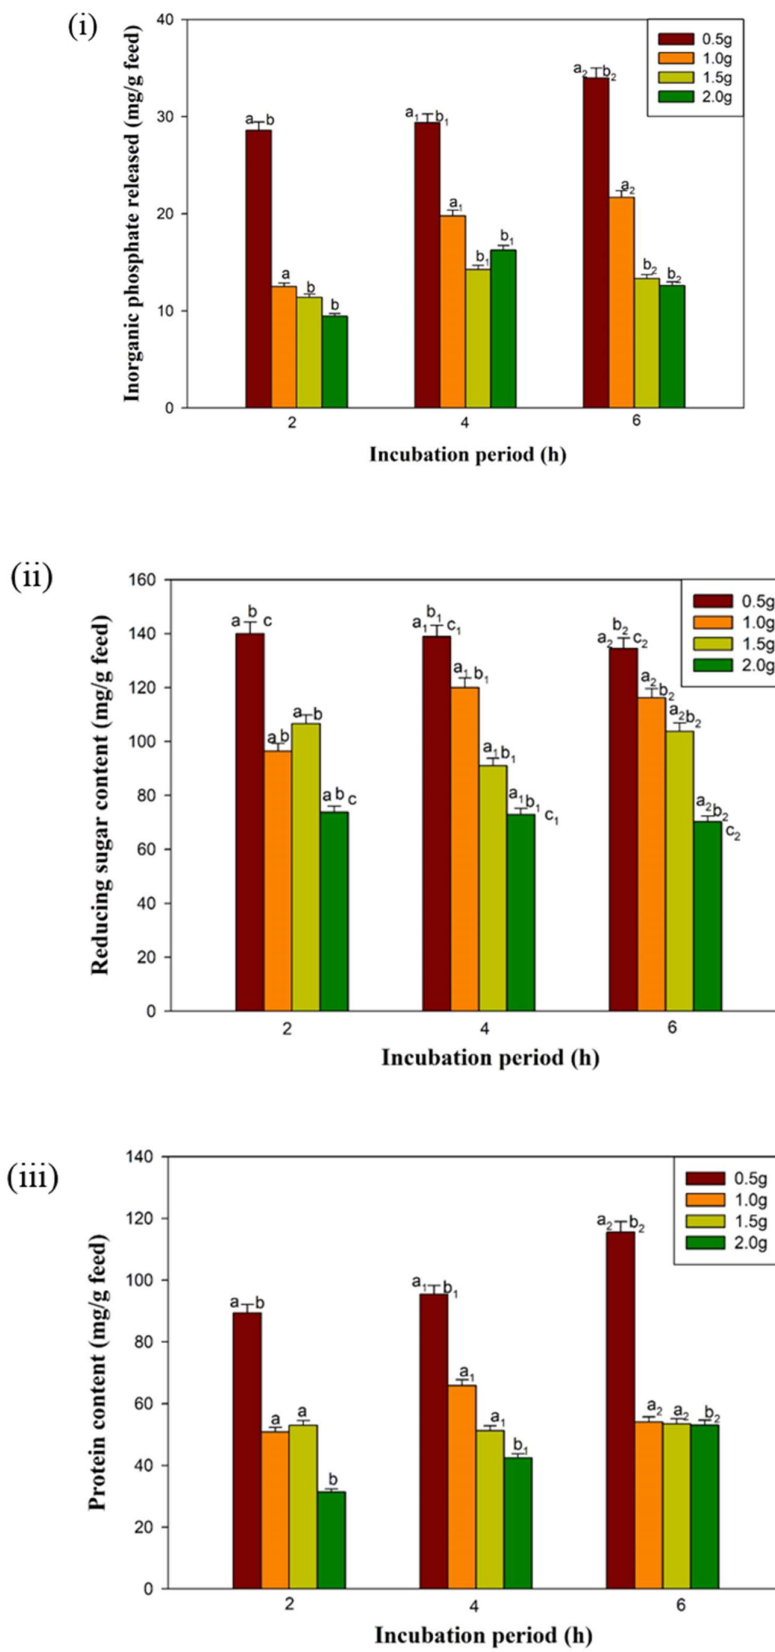 (i)
Inorganic phosphate released (mg/g feed)
40
30
20
10
0
0.5g
1.0g
1.5g
2.0g
a b
a
b
b
a₁ b₁
a₁
b₁
b₁
a₂ b₂
a₂
b₂
b₂
2 4 6
Incubation period (h)
(ii)
Reducing sugar content (mg/g feed)
160
140
120
100
80
60
40
20
0
0.5g
1.0g
1.5g
2.0g
a b c
a b
a b
a b c
a₁ b₁ c₁
a₁ b₁
a₁ b₁
a₁ b₁ c₁
a₂ b₂ c₂
a₂ b₂
a₂ b₂
a₂ b₂ c₂
2 4 6
Incubation period (h)
(iii)
Protein content (mg/g feed)
140
120
100
80
60
40
20
0
0.5g
1.0g
1.5g
2.0g
a b
a
a
b
a₁ b₁
a₁
a₁
b₁
a₂ b₂
a₂
a₂
b₂
2 4 6
Incubation period (h)